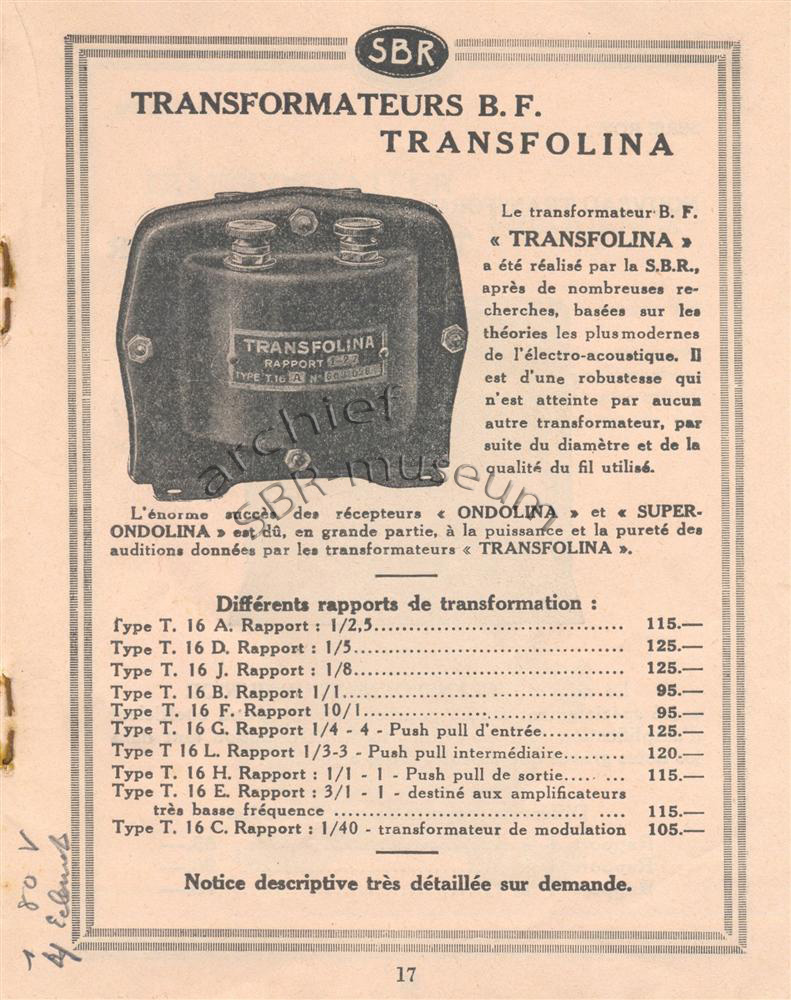 SBR
TRANSFORMATEURS B. F.
TRANSFOLINA
TRANSFOLINA
RAPPORT
TYPE T.16 A N°
Le transformateur B. F.
« TRANSFOLINA »
a été réalisé par la S.B.R.,
après de nombreuses re-
cherches, basées sur les
théories les plus modernes
de l'électro-acoustique. Il
est d'une robustesse qui
n'est atteinte par aucun
autre transformateur, par
suite du diamètre et de la
qualité du fil utilisé.
archief
SBR-museum
L'énorme succès des récepteurs « ONDOLINA » et « SUPER-
ONDOLINA » est dû, en grande partie, à la puissance et la pureté des
auditions données par les transformateurs « TRANSFOLINA ».
Différents rapports de transformation :
Type T. 16 A. Rapport : 1/2,5.................................... 115.—
Type T. 16 D. Rapport : 1/5...................................... 125.—
Type T. 16 J. Rapport : 1/8...................................... 125.—
Type T. 16 B. Rapport 1/1........................................ 95.—
Type T. 16 F. Rapport 10/1....................................... 95.—
Type T. 16 G. Rapport 1/4 - 4 - Push pull d'entrée............ 125.—
Type T 16 L. Rapport 1/3-3 - Push pull intermédiaire......... 120.—
Type T. 16 H. Rapport : 1/1 - 1 - Push pull de sortie..... ... 115.—
Type T. 16 E. Rapport : 3/1 - 1 - destiné aux amplificateurs
très basse fréquence ........................................ 115.—
Type T. 16 C. Rapport : 1/40 - transformateur de modulation 105.—
Notice descriptive très détaillée sur demande.
80 V
17